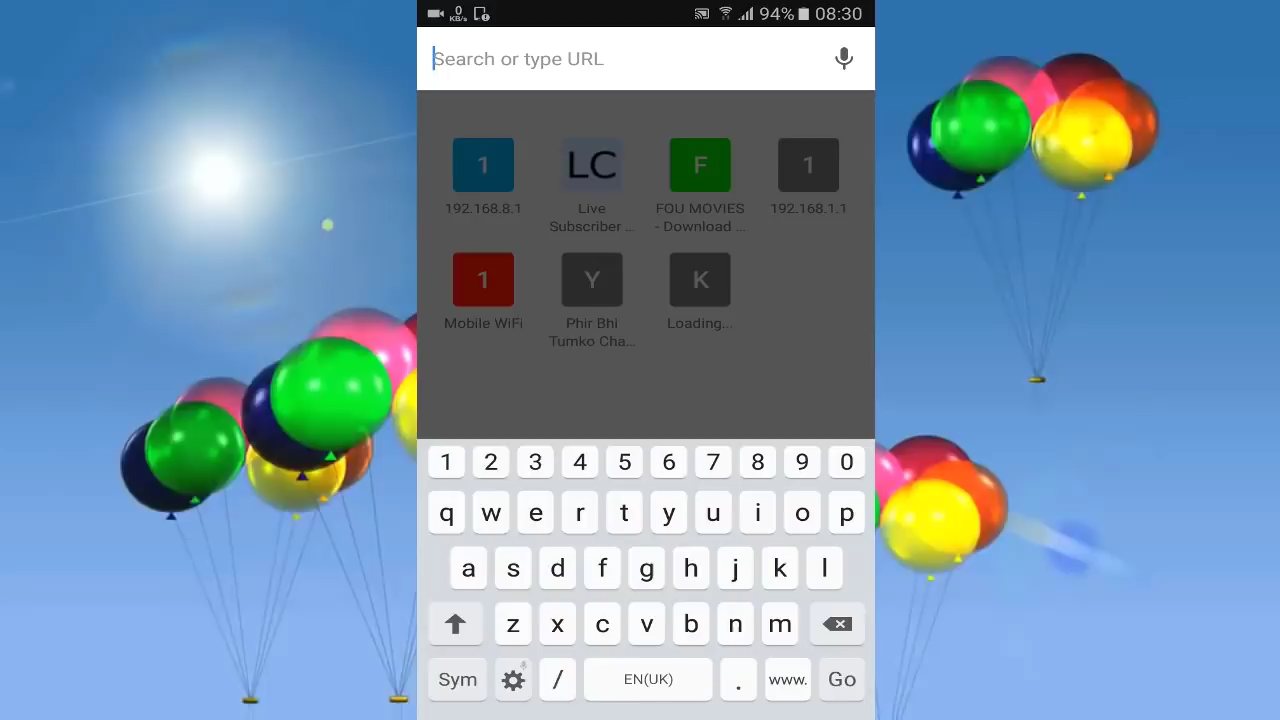 0
KB/s
94% 08:30
Search or type URL
1 LC F 1
192.168.8.1 Live FOU MOVIES 192.168.1.1
Subscriber ... - Download ...
1 Y K
Mobile WiFi Phir Bhi Loading...
Tumko Cha...
1 2 3 4 5 6 7 8 9 0
q w e r t y u i o p
a s d f g h j k l
z x c v b n m
Sym / EN(UK) . www. Go